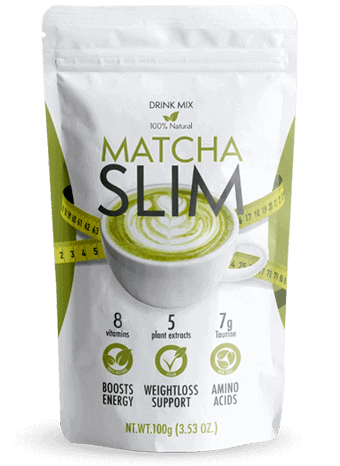 DRINK MIX
100% Natural
MATCHA
SLIM
8
vitamins
5
plant extracts
7g
Taurine
BOOSTS
ENERGY
WEIGHTLOSS
SUPPORT
AMINO
ACIDS
NT.WT.100g (3.53 OZ.)